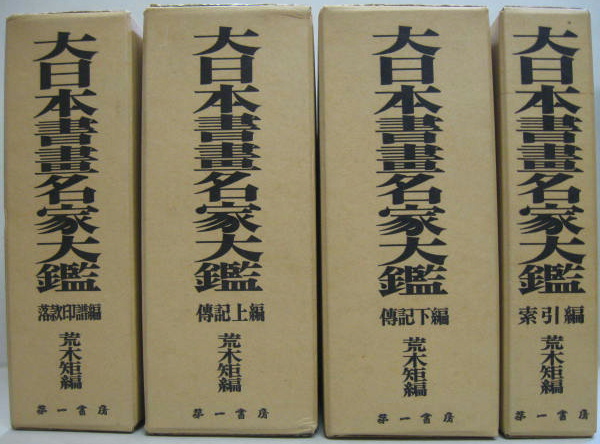 大日本書畫名家大鑑
落款印譜編
荒木矩編
第一書房
大日本書畫名家大鑑
傳記上編
荒木矩編
第一書房
大日本書畫名家大鑑
傳記下編
荒木矩編
第一書房
大日本書畫名家大鑑
索引編
荒木矩編
第一書房